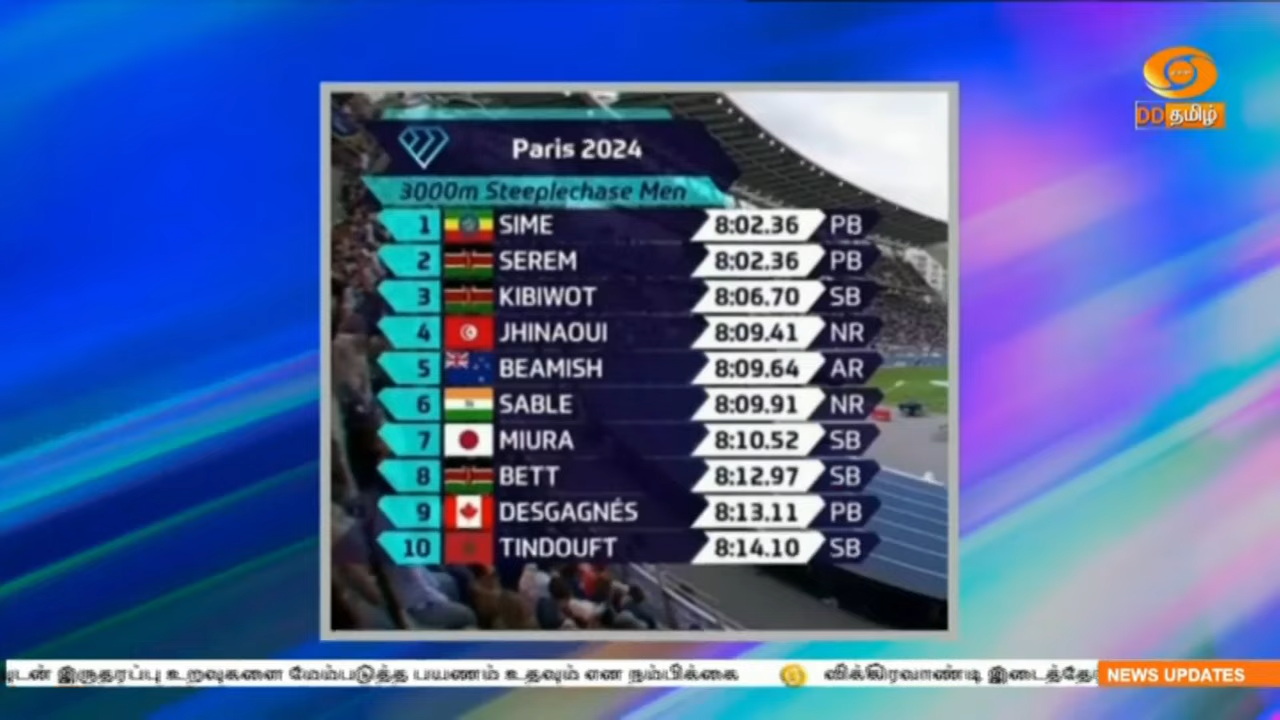 DD தமிழ்
Paris 2024
3000m Steeplechase Men
1 SIME 8:02.36 PB
2 SEREM 8:02.36 PB
3 KIBIWOT 8:06.70 SB
4 JHINAOUI 8:09.41 NR
5 BEAMISH 8:09.64 AR
6 SABLE 8:09.91 NR
7 MIURA 8:10.52 SB
8 BETT 8:12.97 SB
9 DESGAGNÉS 8:13.11 PB
10 TINDOUFT 8:14.10 SB
யுடன் இருதரப்பு உறவுகளை மேம்படுத்த பயணம் உதவும் என நம்பிக்கை விக்கிரவாண்டி இடைத்தே NEWS UPDATES